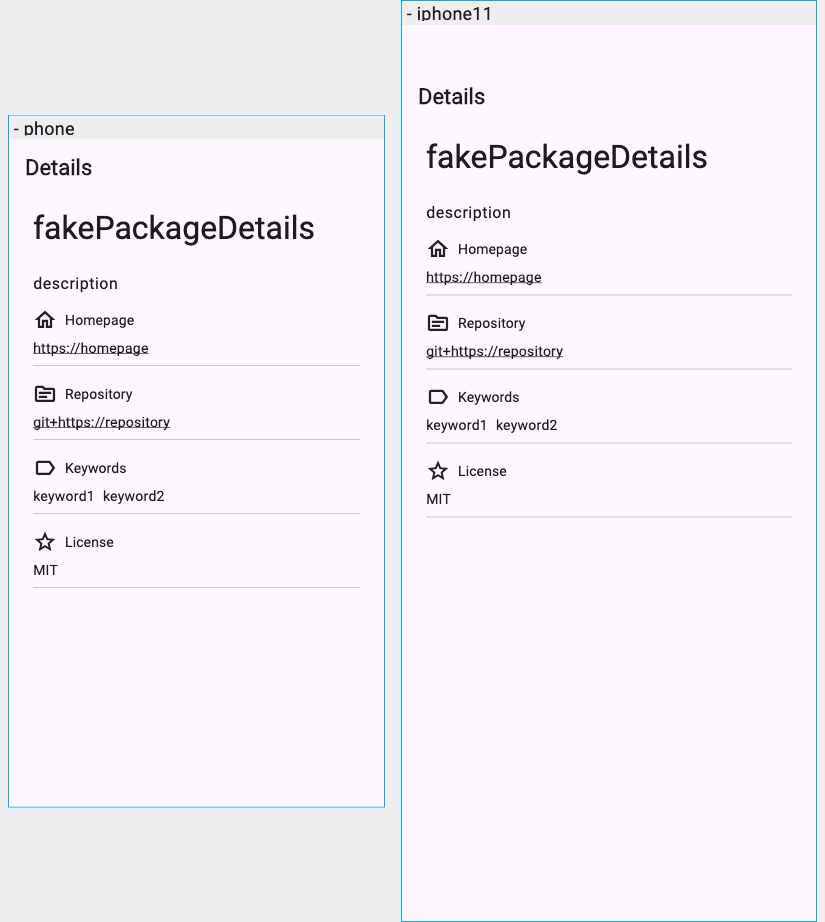 - phone
Details
fakePackageDetails
description
Homepage
https://homepage
Repository
git+https://repository
Keywords
keyword1 keyword2
License
MIT
- iphone11
Details
fakePackageDetails
description
Homepage
https://homepage
Repository
git+https://repository
Keywords
keyword1 keyword2
License
MIT